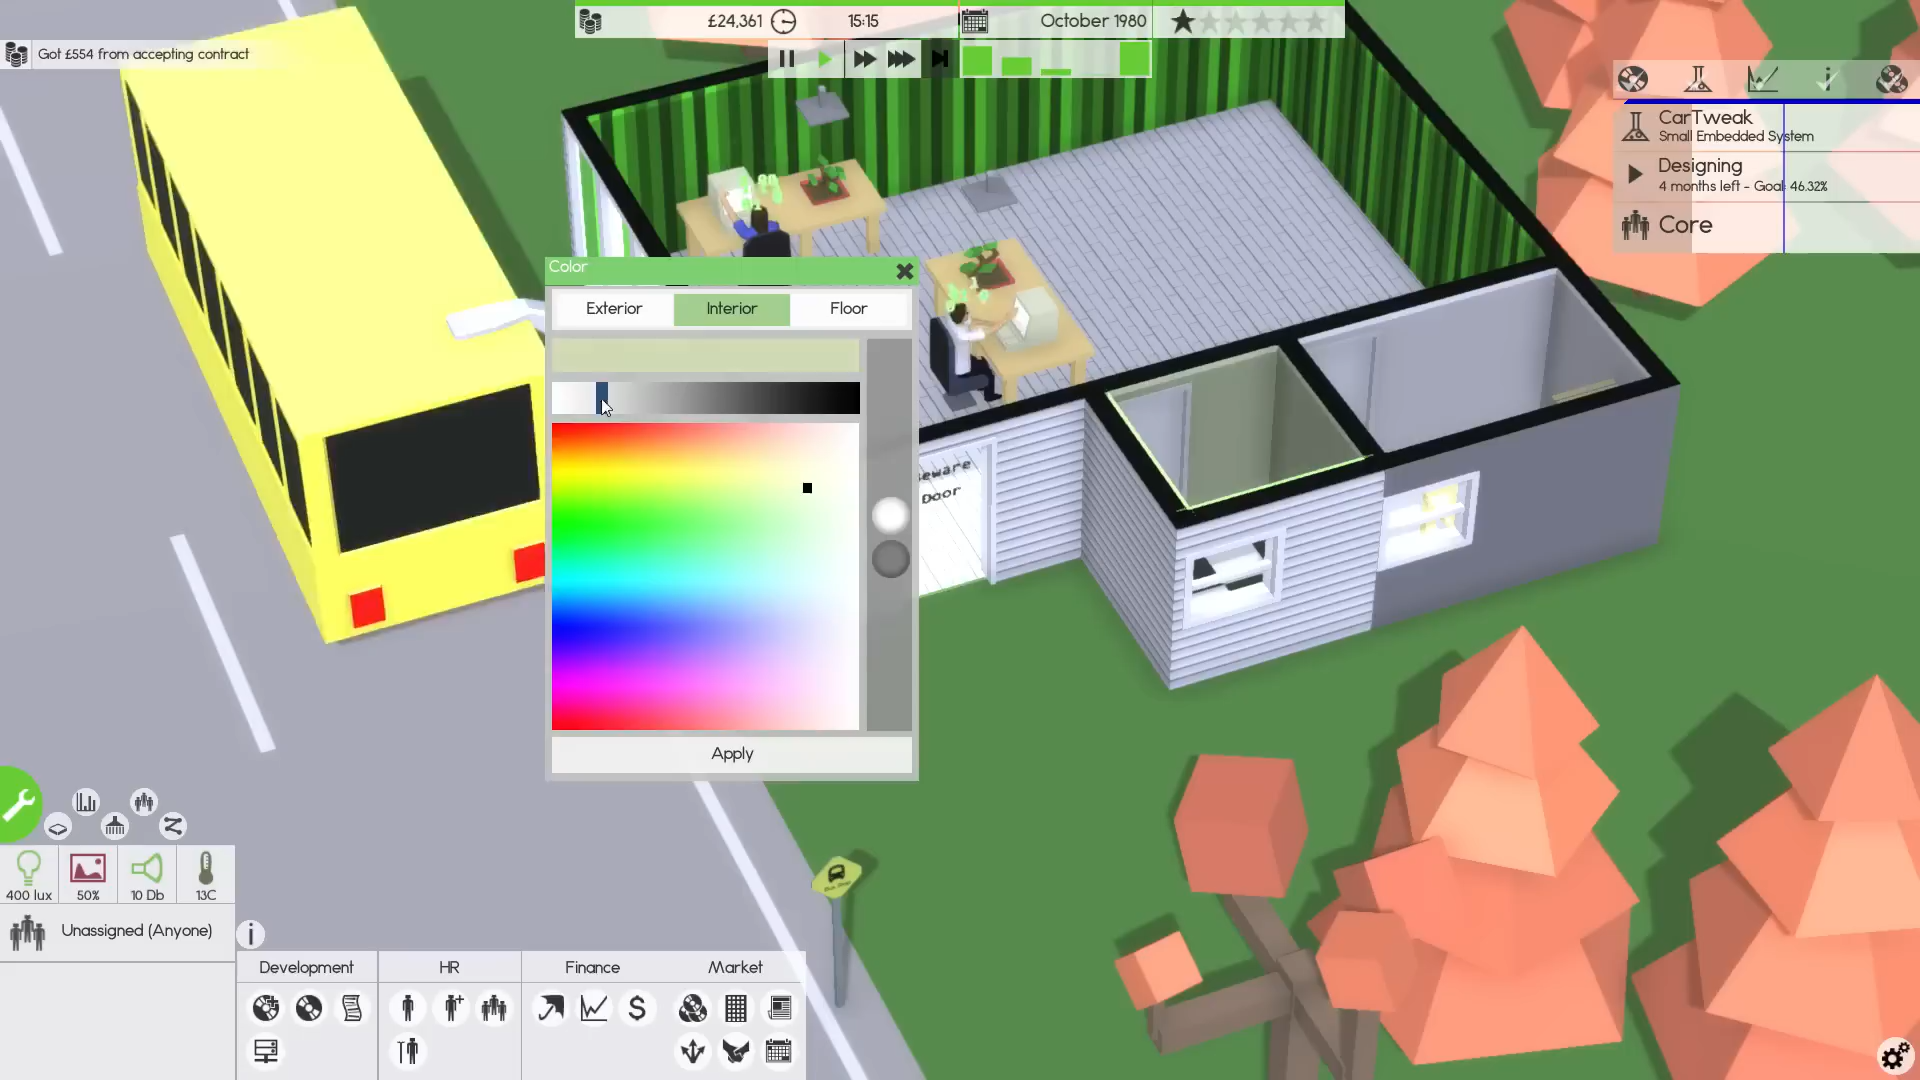 £24,361
15:15
October 1980
Got £554 from accepting contract
CarTweak
Small Embedded System
Designing
4 months left - Goal: 46.32%
Core
Color
Exterior
Interior
Floor
Door
Apply
400 lux
50%
10 Db
13C
Unassigned (Anyone)
Development
HR
Finance
Market